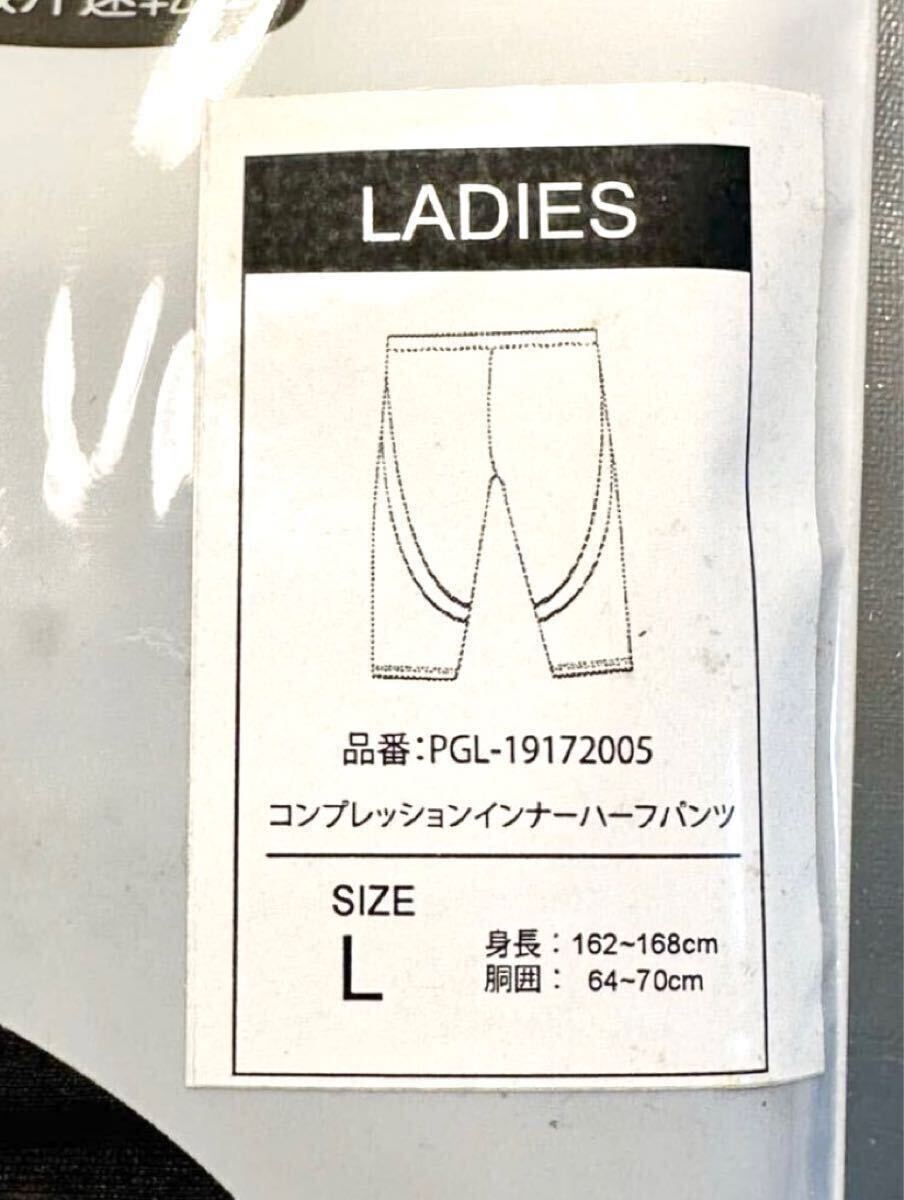 LADIES
品番：PGL-19172005
コンプレッションインナーハーフパンツ
SIZE
L
身長： 162~168cm
胴囲： 64~70cm